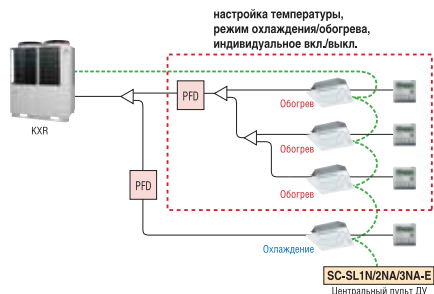 настройка температуры,
режим охлаждения/обогрева,
индивидуальное вкл./выкл.
KXR
PFD
Обогрев
Обогрев
PFD
Обогрев
Охлаждение
SC-SL1N/2NA/3NA-E
Центральный пульт ДУ